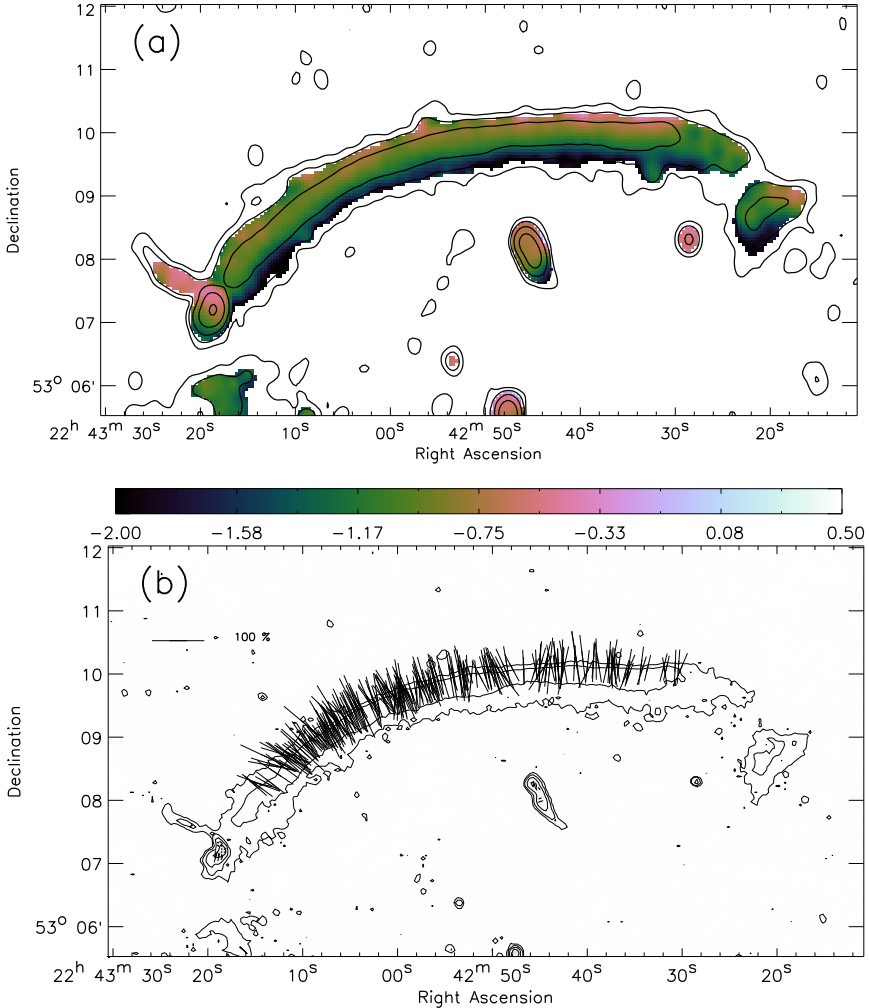 12
(a)
11
10
09
08
07
53° 06'
22h 43m 30s 20s 10s 00s 42m 50s 40s 30s 20s
Right Ascension
Declination
−2.00 −1.58 −1.17 −0.75 −0.33 0.08 0.50
12
(b)
11
100 %
10
09
08
07
53° 06'
22h 43m 30s 20s 10s 00s 42m 50s 40s 30s 20s
Right Ascension
Declination